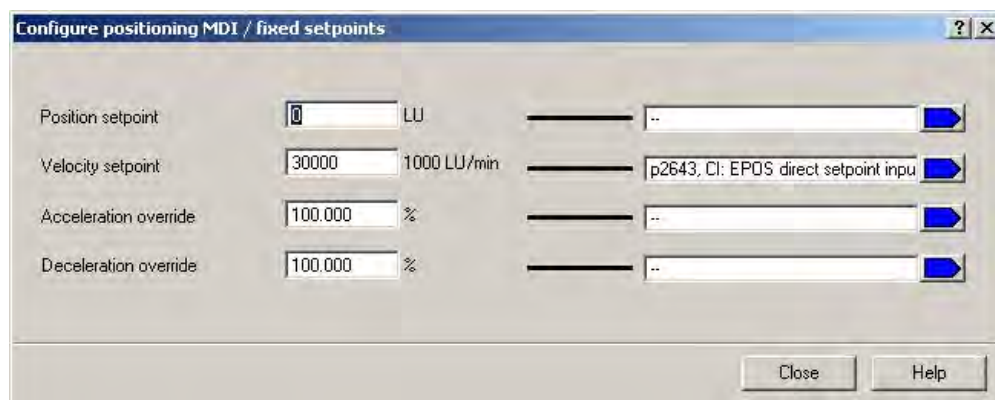 Configure positioning MDI / fixed setpoints ? X
Position setpoint 0 LU --
Velocity setpoint 30000 1000 LU/min p2643, CI: EPOS direct setpoint inpu
Acceleration override 100.000 % --
Deceleration override 100.000 % --
Close Help